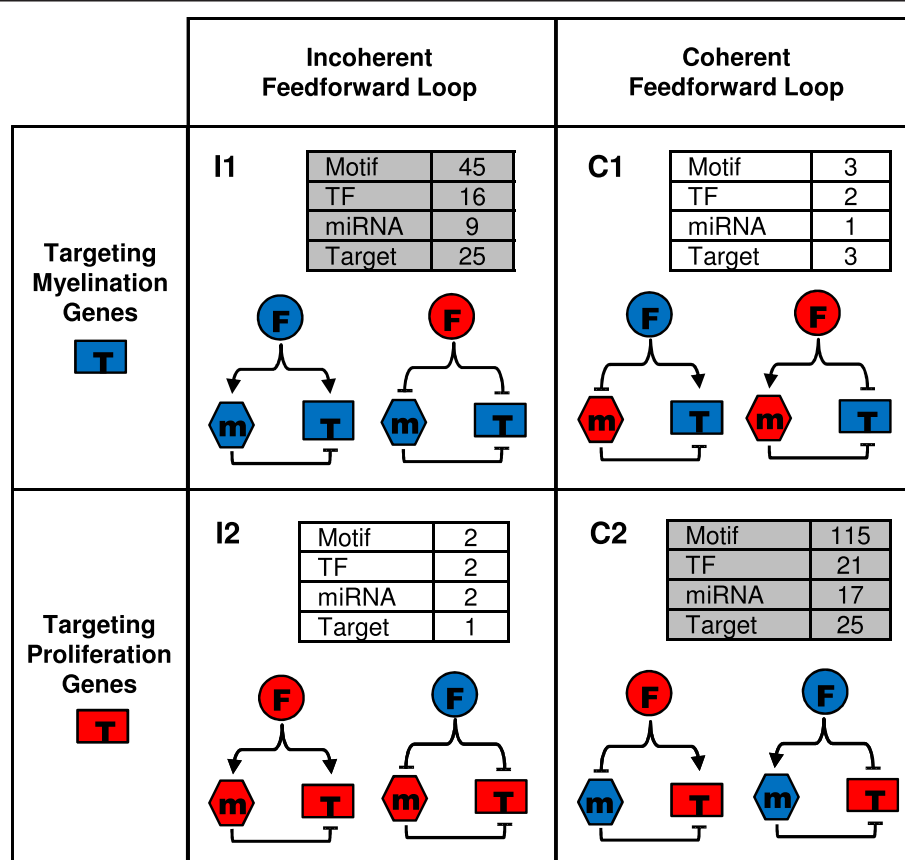 Incoherent
Feedforward Loop
Coherent
Feedforward Loop
Targeting
Myelination
Genes
T
I1
Motif 45
TF 16
miRNA 9
Target 25
F F
m T m T
C1
Motif 3
TF 2
miRNA 1
Target 3
F F
m T m T
Targeting
Proliferation
Genes
T
I2
Motif 2
TF 2
miRNA 2
Target 1
F F
m T m T
C2
Motif 115
TF 21
miRNA 17
Target 25
F F
m T m T